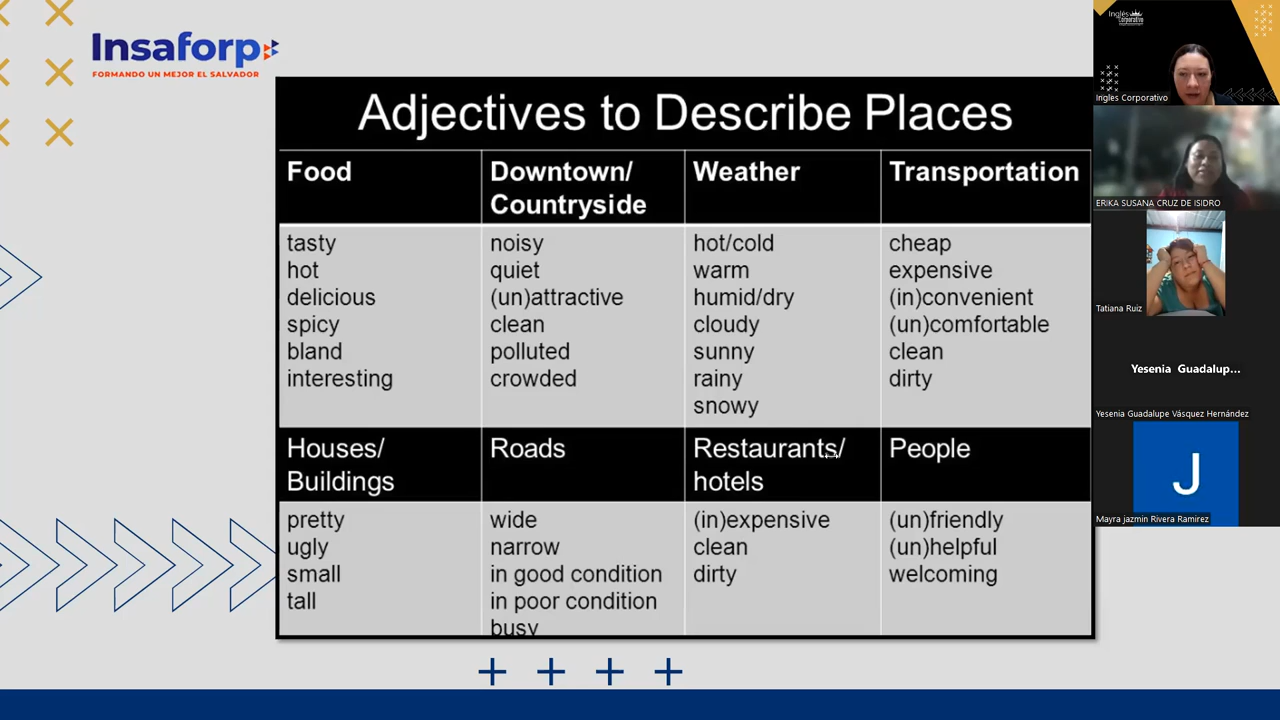 Insaforp
FORMANDO UN MEJOR EL SALVADOR
Adjectives to Describe Places
Food
Downtown/
Countryside
Weather
Transportation
tasty
hot
delicious
spicy
bland
interesting
noisy
quiet
(un)attractive
clean
polluted
crowded
hot/cold
warm
humid/dry
cloudy
sunny
rainy
snowy
cheap
expensive
(in)convenient
(un)comfortable
clean
dirty
Houses/
Buildings
Roads
Restaurants/
hotels
People
pretty
ugly
small
tall
wide
narrow
in good condition
in poor condition
busy
(in)expensive
clean
dirty
(un)friendly
(un)helpful
welcoming
Inglés
Corporativo
Ingles Corporativo
ERIKA SUSANA CRUZ DE ISIDRO
Tatiana Ruiz
Yesenia Guadalup...
Yesenia Guadalupe Vásquez Hernández
J
Mayra jazmin Rivera Ramirez